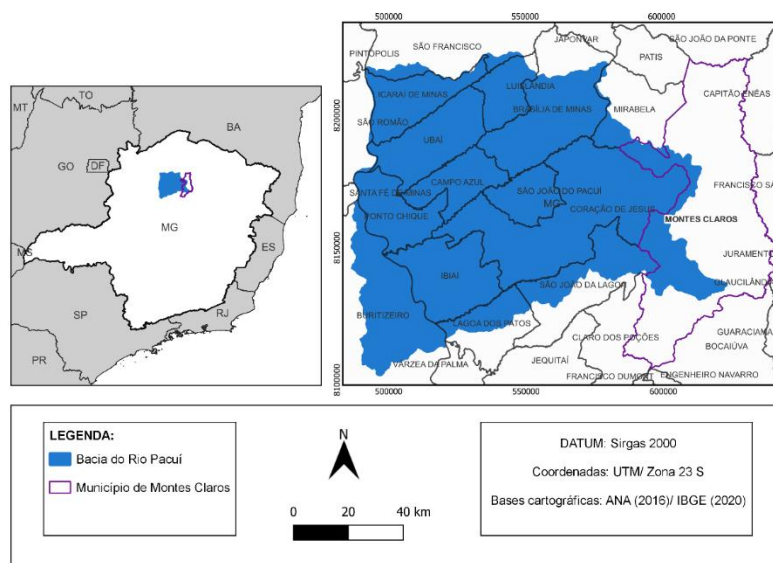 TO
MT
BA
GO
DF
MG
MS
ES
SP
RJ
PR
500000
550000
600000
SÃO JOÃO DA PONTE
JAPONVAR
SÃO FRANCISCO
PINTÓPOLIS
PATIS
CAPITÃO ENÉAS
LUISLÂNDIA
ICARAÍ DE MINAS
BRASÍLIA DE MINAS
MIRABELA
8200000
SÃO ROMÃO
UBAÍ
CAMPO AZUL
SANTA FÉ DE MINAS
SÃO JOÃO DO PACUÍ
MG
FRANCISCO SÁ
CORAÇÃO DE JESUS
PONTO CHIQUE
MONTES CLAROS
8150000
JURAMENTO
IBIAÍ
SÃO JOÃO DA LAGOA
GLAUCILÂNDIA
BURITIZEIRO
LAGOA DOS PATOS
CLARO DOS POÇÕES
GUARACIAMA
BOCAIÚVA
JEQUITAÍ
VÁRZEA DA PALMA
FRANCISCO DUMONT
ENGENHEIRO NAVARRO
8100000
500000
550000
600000
LEGENDA:
Bacia do Rio Pacuí
Município de Montes Claros
N
0 20 40 km
DATUM: Sirgas 2000
Coordenadas: UTM/ Zona 23 S
Bases cartográficas: ANA (2016)/ IBGE (2020)